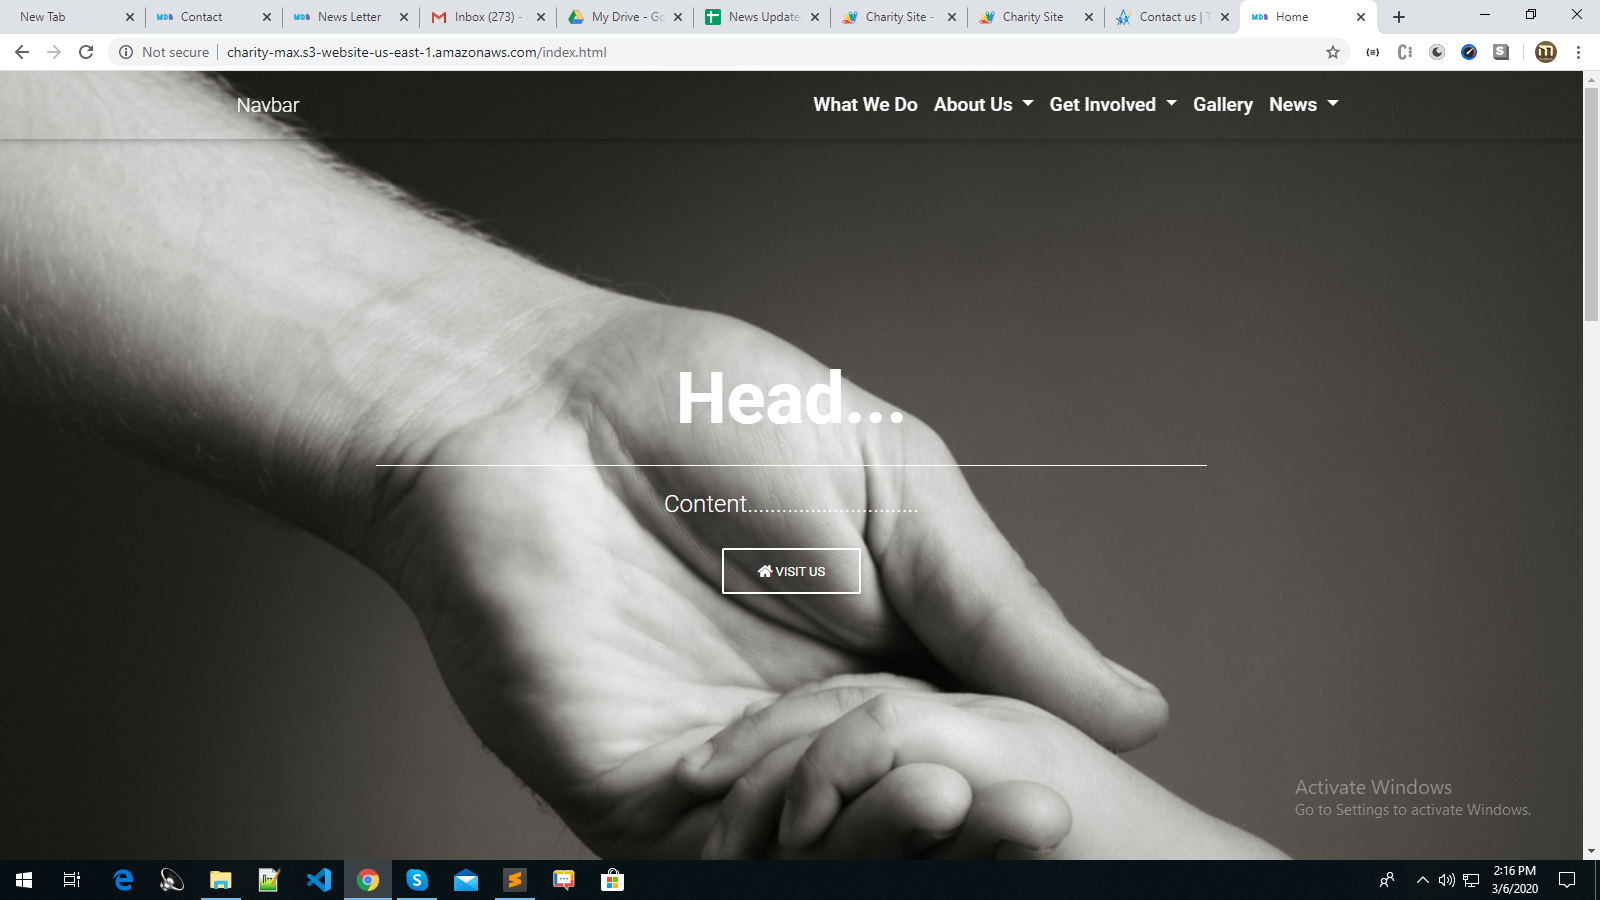 New Tab
MDB Contact
MDB News Letter
Inbox (273) -
My Drive - Go
News Update
Charity Site -
Charity Site
Contact us | T
MDB Home
Not secure
charity-max.s3-website-us-east-1.amazonaws.com/index.html
Navbar
What We Do
About Us
Get Involved
Gallery
News
Head...
Content..............................
VISIT US
Activate Windows
Go to Settings to activate Windows.
2:16 PM
3/6/2020